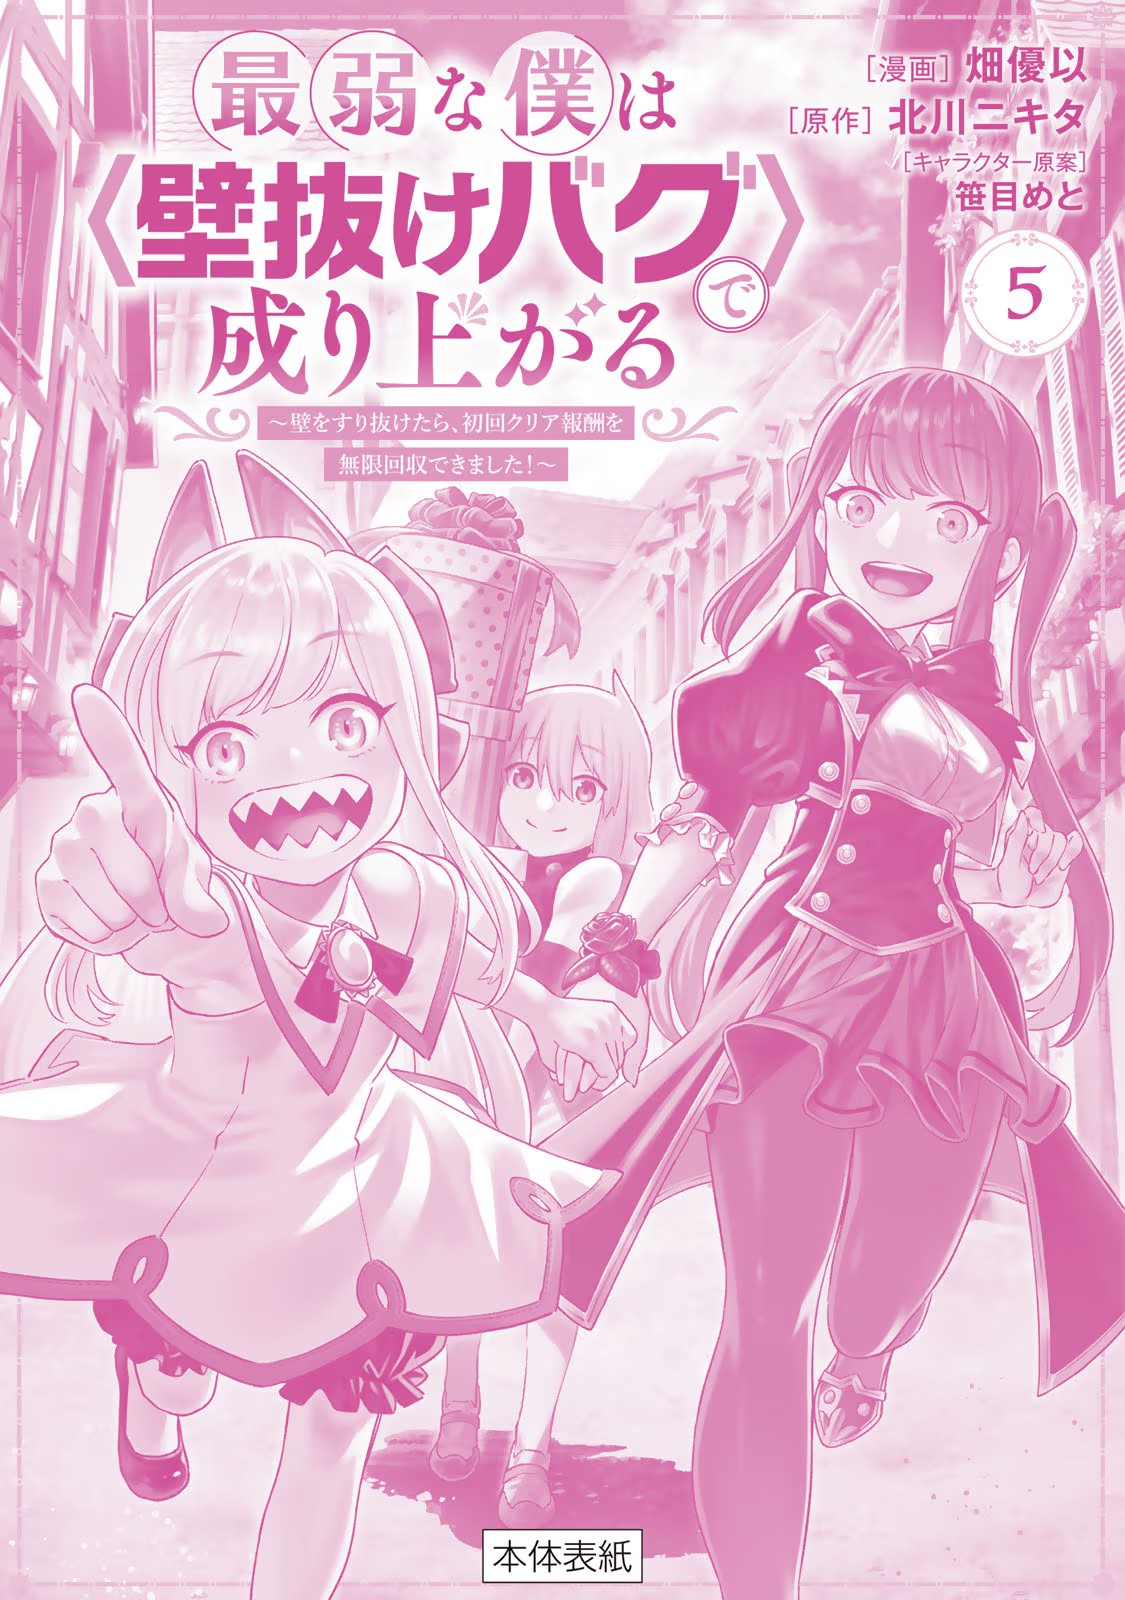 最弱な僕は
《壁抜けバグ》で
成り上がる
～壁をすり抜けたら、初回クリア報酬を
無限回収できました！～
［漫画］畑優以
［原作］北川ニキタ
［キャラクター原案］
笹目めと
5
本体表紙